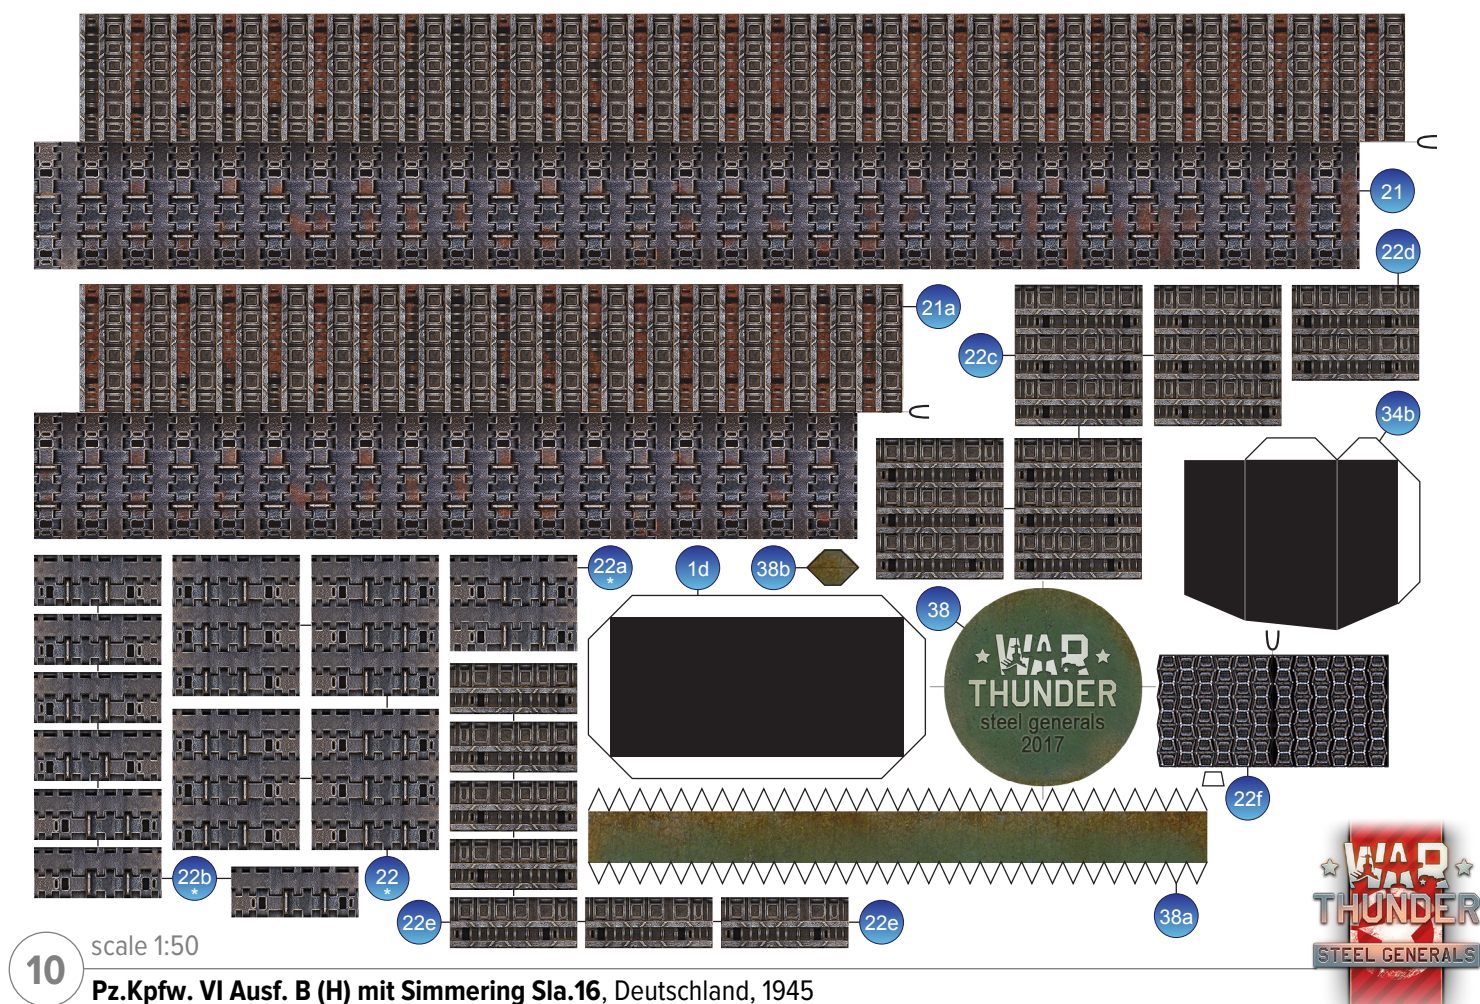 21
22d
21a
22c
34b
22a
*
1d
38b
38
WAR
THUNDER
steel generals
2017
22f
22b
*
22
*
22e
22e
38a
WAR
THUNDER
STEEL GENERALS
10
scale 1:50
Pz.Kpfw. VI Ausf. B (H) mit Simmering Sla.16, Deutschland, 1945